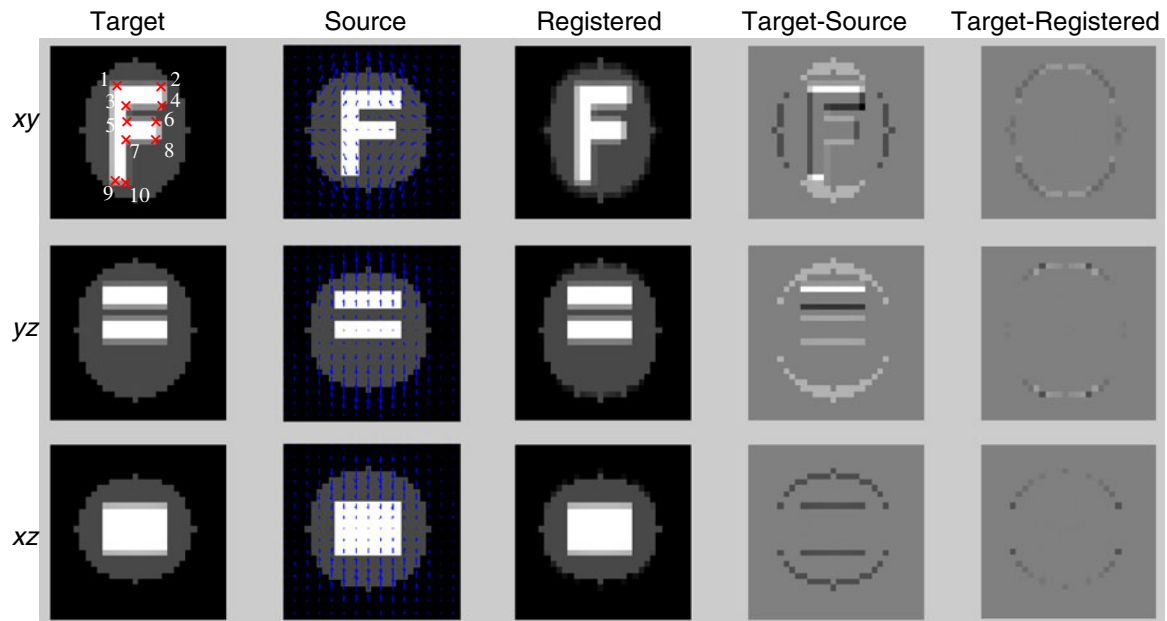 Target Source Registered Target-Source Target-Registered
xy
1 2
3 4
5 6
7 8
9 10
F
F
F
F
yz
xz